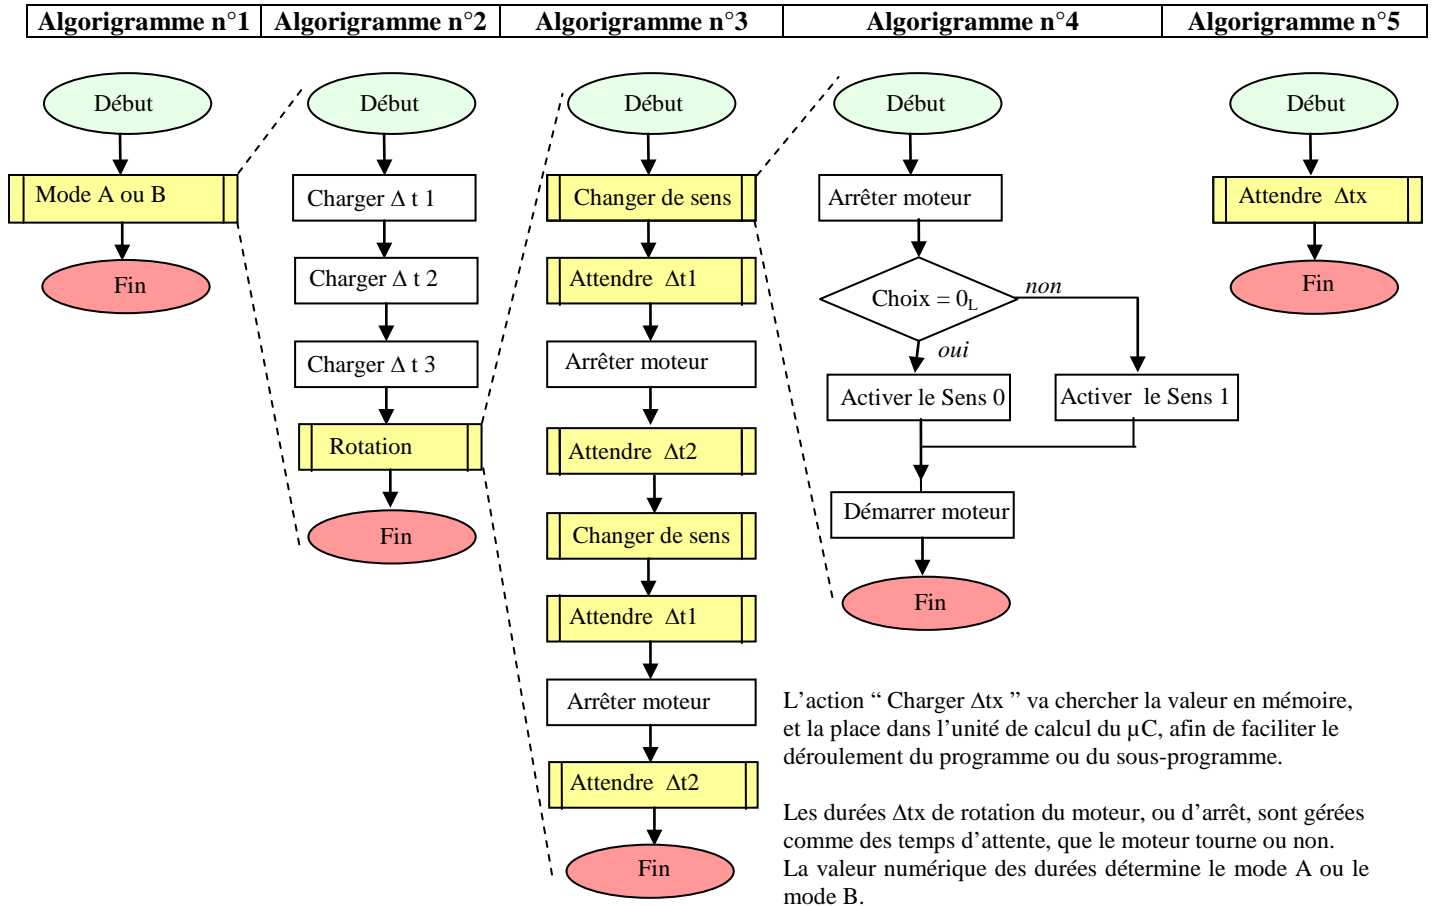 Algorigramme n°1 Algorigramme n°2 Algorigramme n°3 Algorigramme n°4 Algorigramme n°5
Début
Mode A ou B
Fin
Début
Charger Δ t 1
Charger Δ t 2
Charger Δ t 3
Rotation
Fin
Début
Changer de sens
Attendre Δt1
Arrêter moteur
Attendre Δt2
Changer de sens
Attendre Δt1
Arrêter moteur
Attendre Δt2
Fin
Début
Arrêter moteur
Choix = 0L
non
oui
Activer le Sens 0
Activer le Sens 1
Démarrer moteur
Fin
Début
Attendre Δtx
Fin
L’action “ Charger Δtx ” va chercher la valeur en mémoire,
et la place dans l’unité de calcul du µC, afin de faciliter le
déroulement du programme ou du sous-programme.
Les durées Δtx de rotation du moteur, ou d’arrêt, sont gérées
comme des temps d’attente, que le moteur tourne ou non.
La valeur numérique des durées détermine le mode A ou le
mode B.